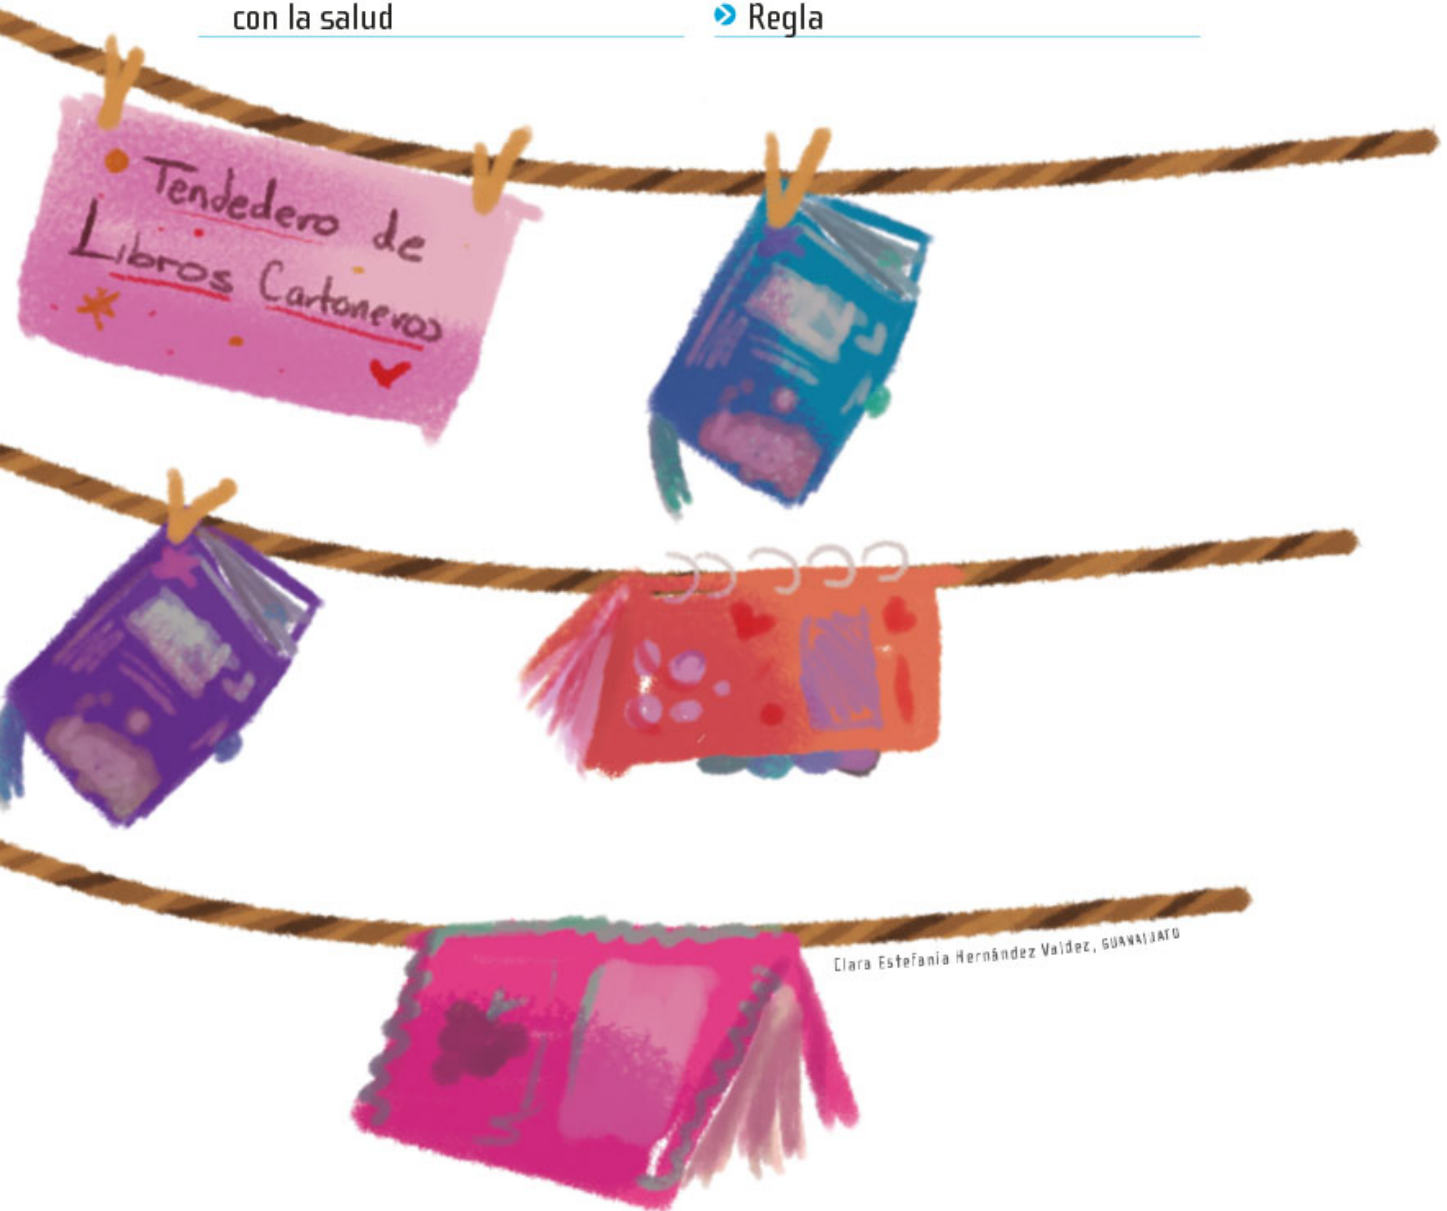 con la salud
Regla
Tendedero de
Libros Cartoneros
Clara Estefanía Hernández Valdez, GUANAJUATO